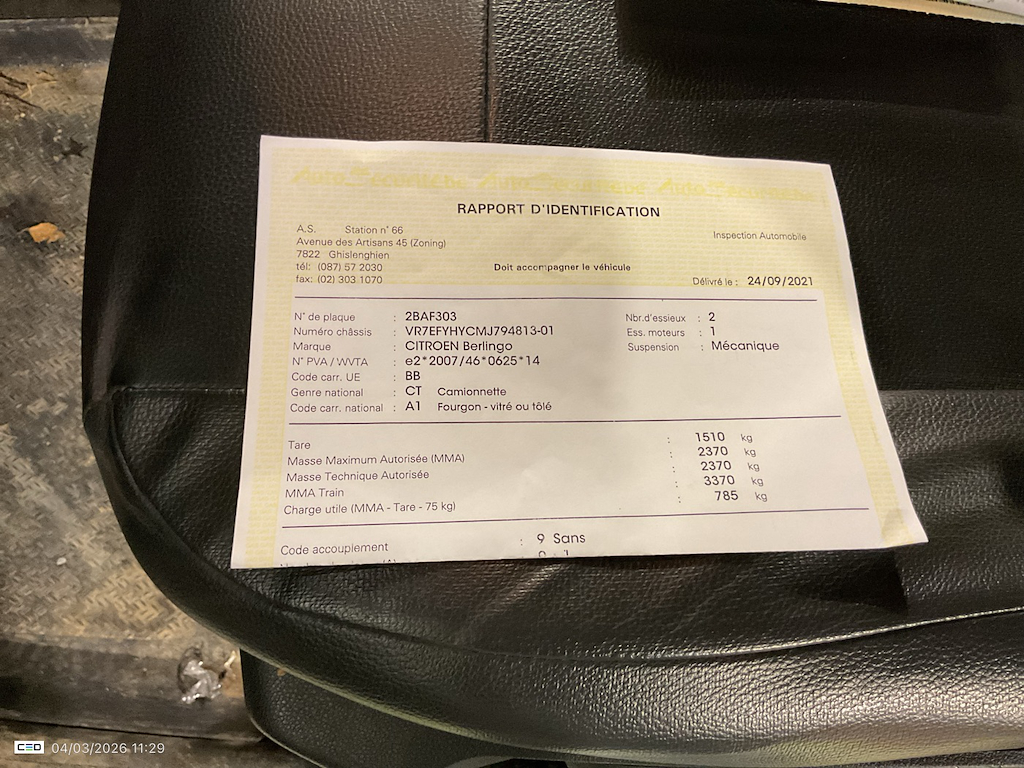 AutoSécurité AutoSécurité AutoSécurité
RAPPORT D'IDENTIFICATION
A.S. Station n° 66
Avenue des Artisans 45 (Zoning)
7822 Ghislenghien
tél: (087) 57 2030
fax: (02) 303 1070
Inspection Automobile
Doit accompagner le véhicule
Délivré le : 24/09/2021
N° de plaque : 2BAF303
Numéro châssis : VR7EFYHYCMJ794813-01
Marque : CITROEN Berlingo
N° PVA / WVTA : e2*2007/46*0625*14
Code carr. UE : BB
Genre national : CT Camionnette
Code carr. national : A1 Fourgon - vitré ou tôlé
Nbr.d'essieux : 2
Ess. moteurs : 1
Suspension : Mécanique
Tare : 1510 kg
Masse Maximum Autorisée (MMA) : 2370 kg
Masse Technique Autorisée : 2370 kg
MMA Train : 3370 kg
Charge utile (MMA - Tare - 75 kg) : 785 kg
Code accouplement : 9 Sans
CEO 04/03/2026 11:29